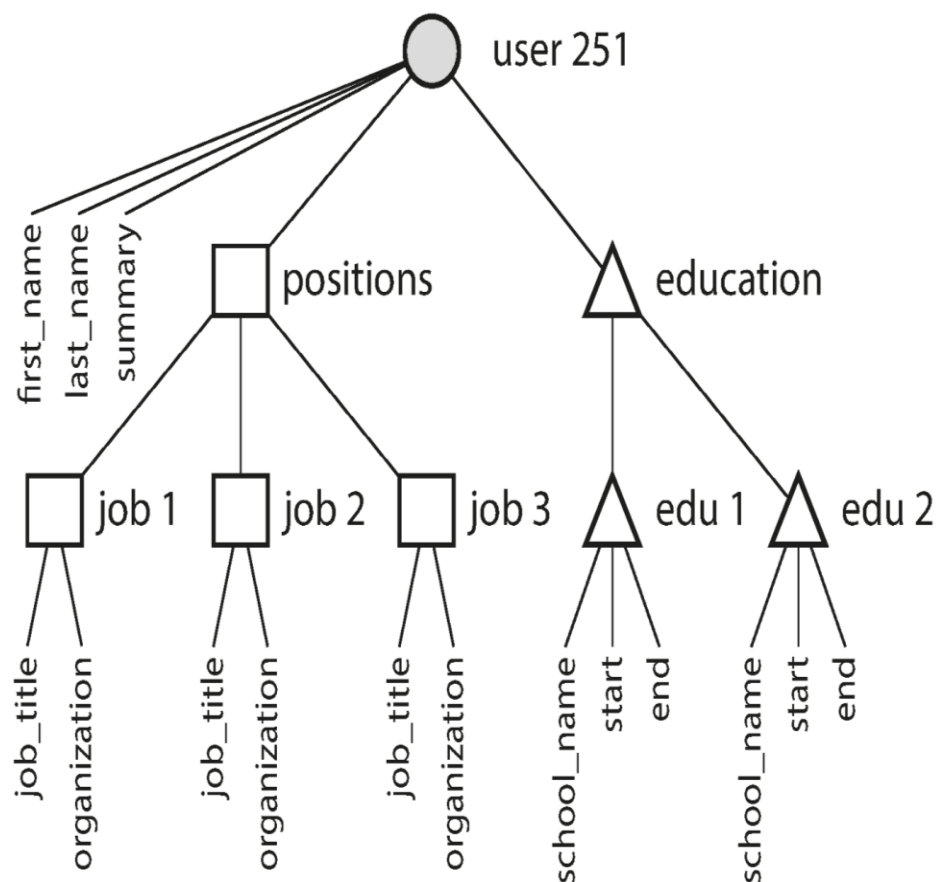 user 251
first_name
last_name
summary
positions
education
job 1
job 2
job 3
edu 1
edu 2
job_title
organization
job_title
organization
job_title
organization
school_name
start
end
school_name
start
end